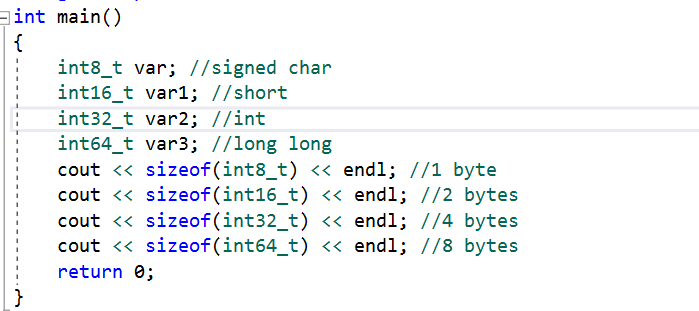 int main()
{
int8_t var; //signed char
int16_t var1; //short
int32_t var2; //int
int64_t var3; //long long
cout << sizeof(int8_t) << endl; //1 byte
cout << sizeof(int16_t) << endl; //2 bytes
cout << sizeof(int32_t) << endl; //4 bytes
cout << sizeof(int64_t) << endl; //8 bytes
return 0;
}